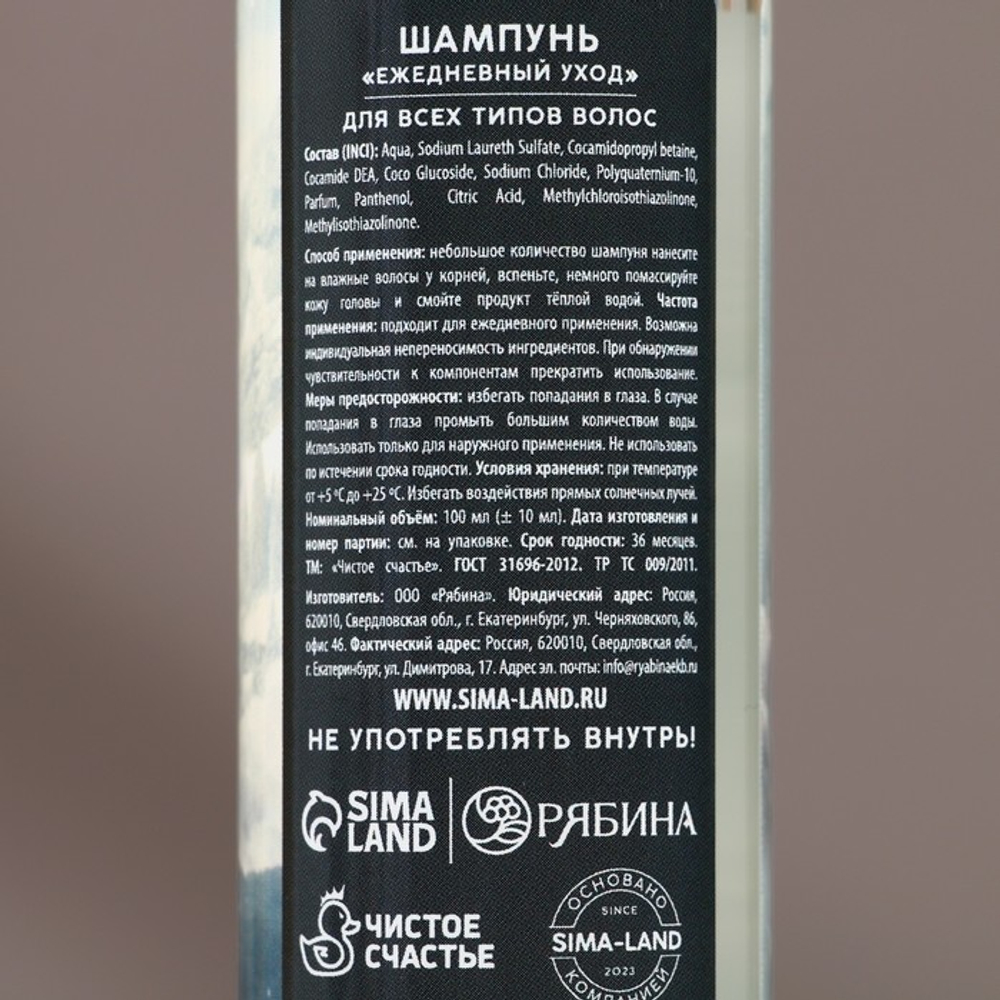 ШАМПУНЬ
«ЕЖЕДНЕВНЫЙ УХОД»
ДЛЯ ВСЕХ ТИПОВ ВОЛОС
Состав (INCI): Aqua, Sodium Laureth Sulfate, Cocamidopropyl betaine,
Cocamide DEA, Coco Glucoside, Sodium Chloride, Polyquaternium-10,
Parfum, Panthenol, Citric Acid, Methylchloroisothiazolinone,
Methylisothiazolinone.
Способ применения: небольшое количество шампуня нанесите
на влажные волосы у корней, вспеньте, немного помассируйте
кожу головы и смойте продукт тёплой водой. Частота
применения: подходит для ежедневного применения. Возможна
индивидуальная непереносимость ингредиентов. При обнаружении
чувствительности к компонентам прекратить использование.
Меры предосторожности: избегать попадания в глаза. В случае
попадания в глаза промыть большим количеством воды.
Использовать только для наружного применения. Не использовать
по истечении срока годности. Условия хранения: при температуре
от +5 °C до +25 °C. Избегать воздействия прямых солнечных лучей.
Номинальный объём: 100 мл (± 10 мл). Дата изготовления и
номер партии: см. на упаковке. Срок годности: 36 месяцев.
ТМ: «Чистое счастье». ГОСТ 31696-2012. ТР ТС 009/2011.
Изготовитель: ООО «Рябина». Юридический адрес: Россия,
620010, Свердловская обл., г. Екатеринбург, ул. Черняховского, 86,
офис 46. Фактический адрес: Россия, 620010, Свердловская обл.,
г. Екатеринбург, ул. Димитрова, 17. Адрес эл. почты: info@ryabinaekb.ru
WWW.SIMA-LAND.RU
НЕ УПОТРЕБЛЯТЬ ВНУТРЬ!
SIMA
LAND
РЯБИНА
ЧИСТОЕ
СЧАСТЬЕ
ОСНОВАНО
SINCE
SIMA-LAND
2023
КОМПАНИЕЙ